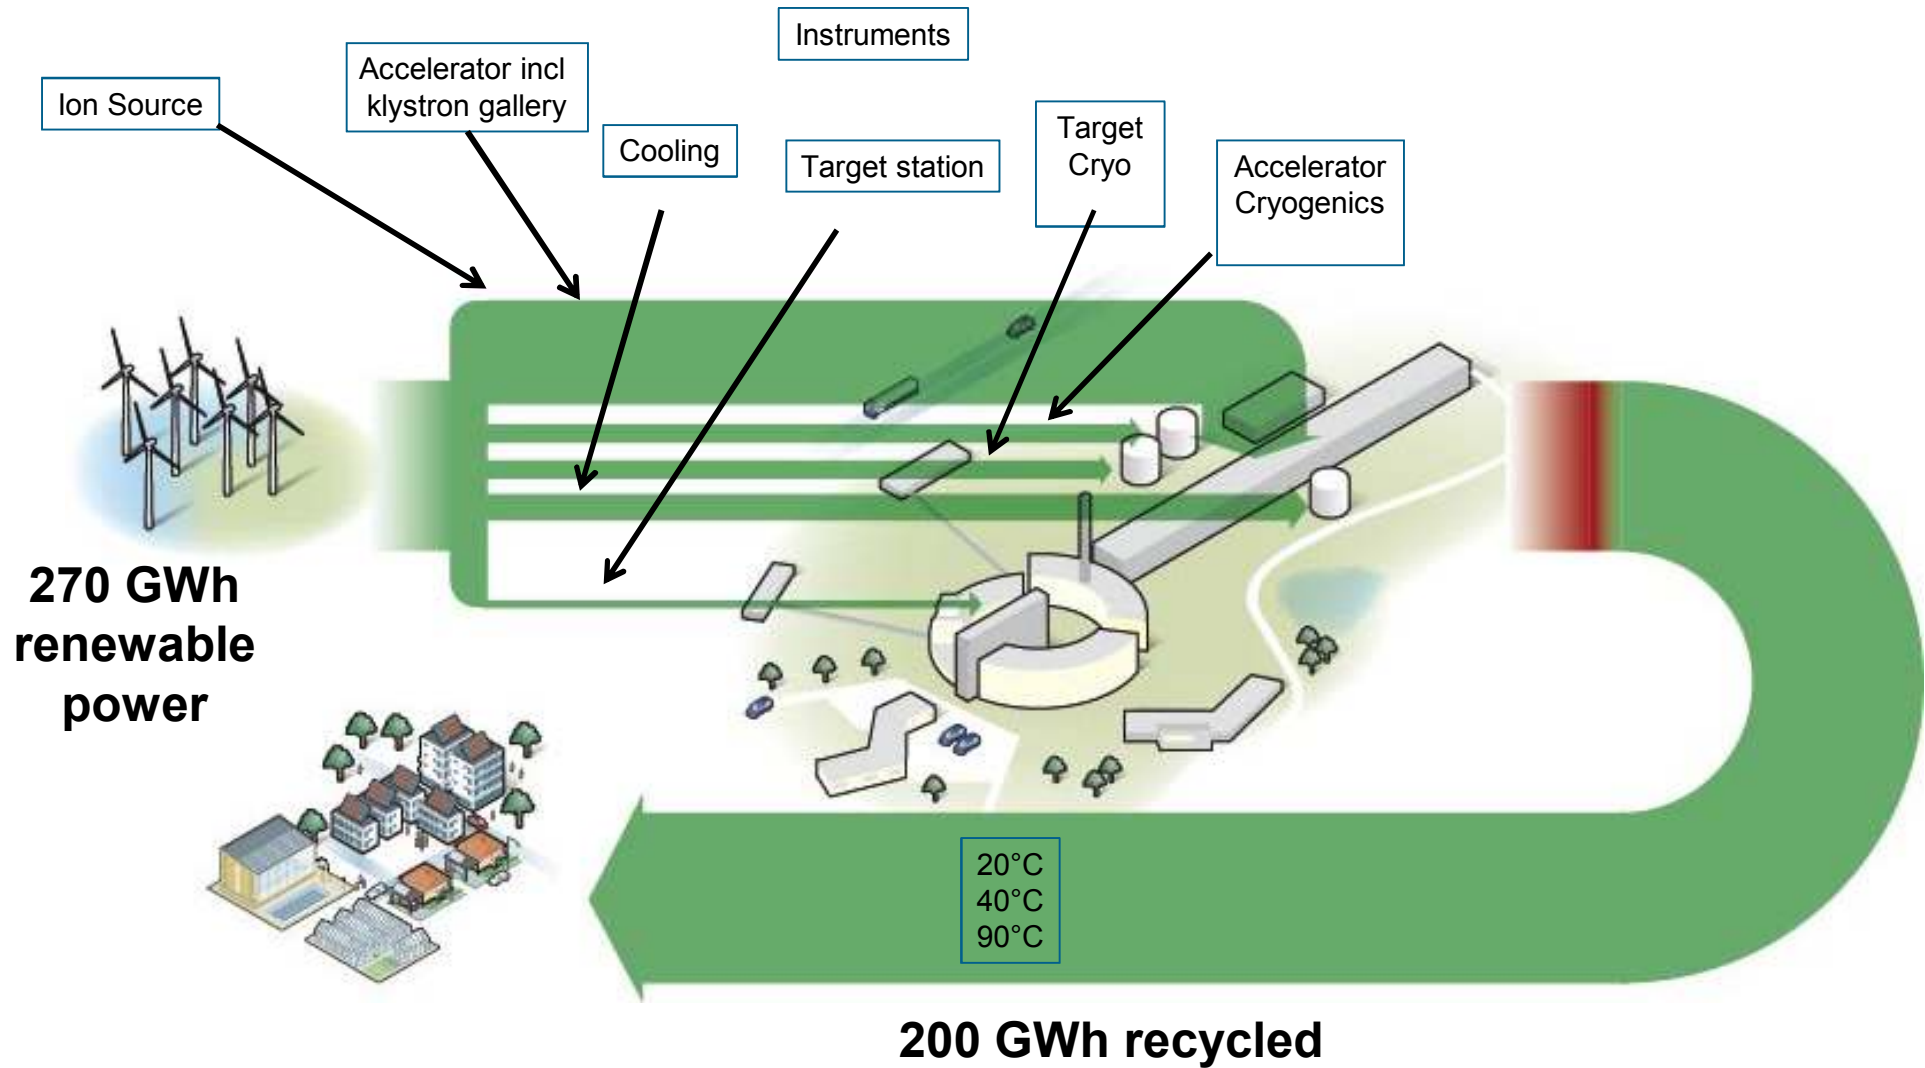 Instruments
Ion Source
Accelerator incl
klystron gallery
Cooling
Target station
Target
Cryo
Accelerator
Cryogenics
270 GWh
renewable
power
20°C
40°C
90°C
200 GWh recycled